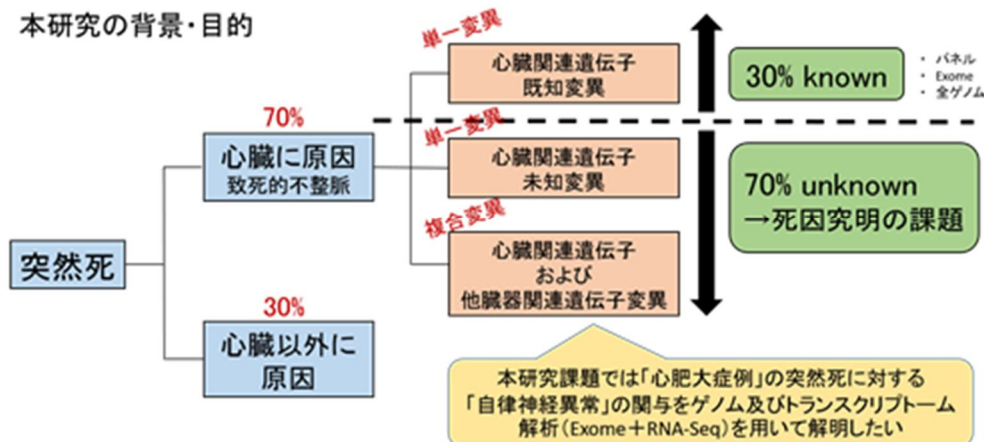 本研究の背景・目的
突然死
70%
心臓に原因
致死的不整脈
30%
心臓以外に
原因
単一変異
心臓関連遺伝子
既知変異
単一変異
心臓関連遺伝子
未知変異
複合変異
心臓関連遺伝子
および
他臓器関連遺伝子変異
30% known
・ パネル
・ Exome
・ 全ゲノム
70% unknown
→死因究明の課題
本研究課題では「心肥大症例」の突然死に対する
「自律神経異常」の関与をゲノム及びトランスクリプトーム
解析(Exome+RNA-Seq)を用いて解明したい